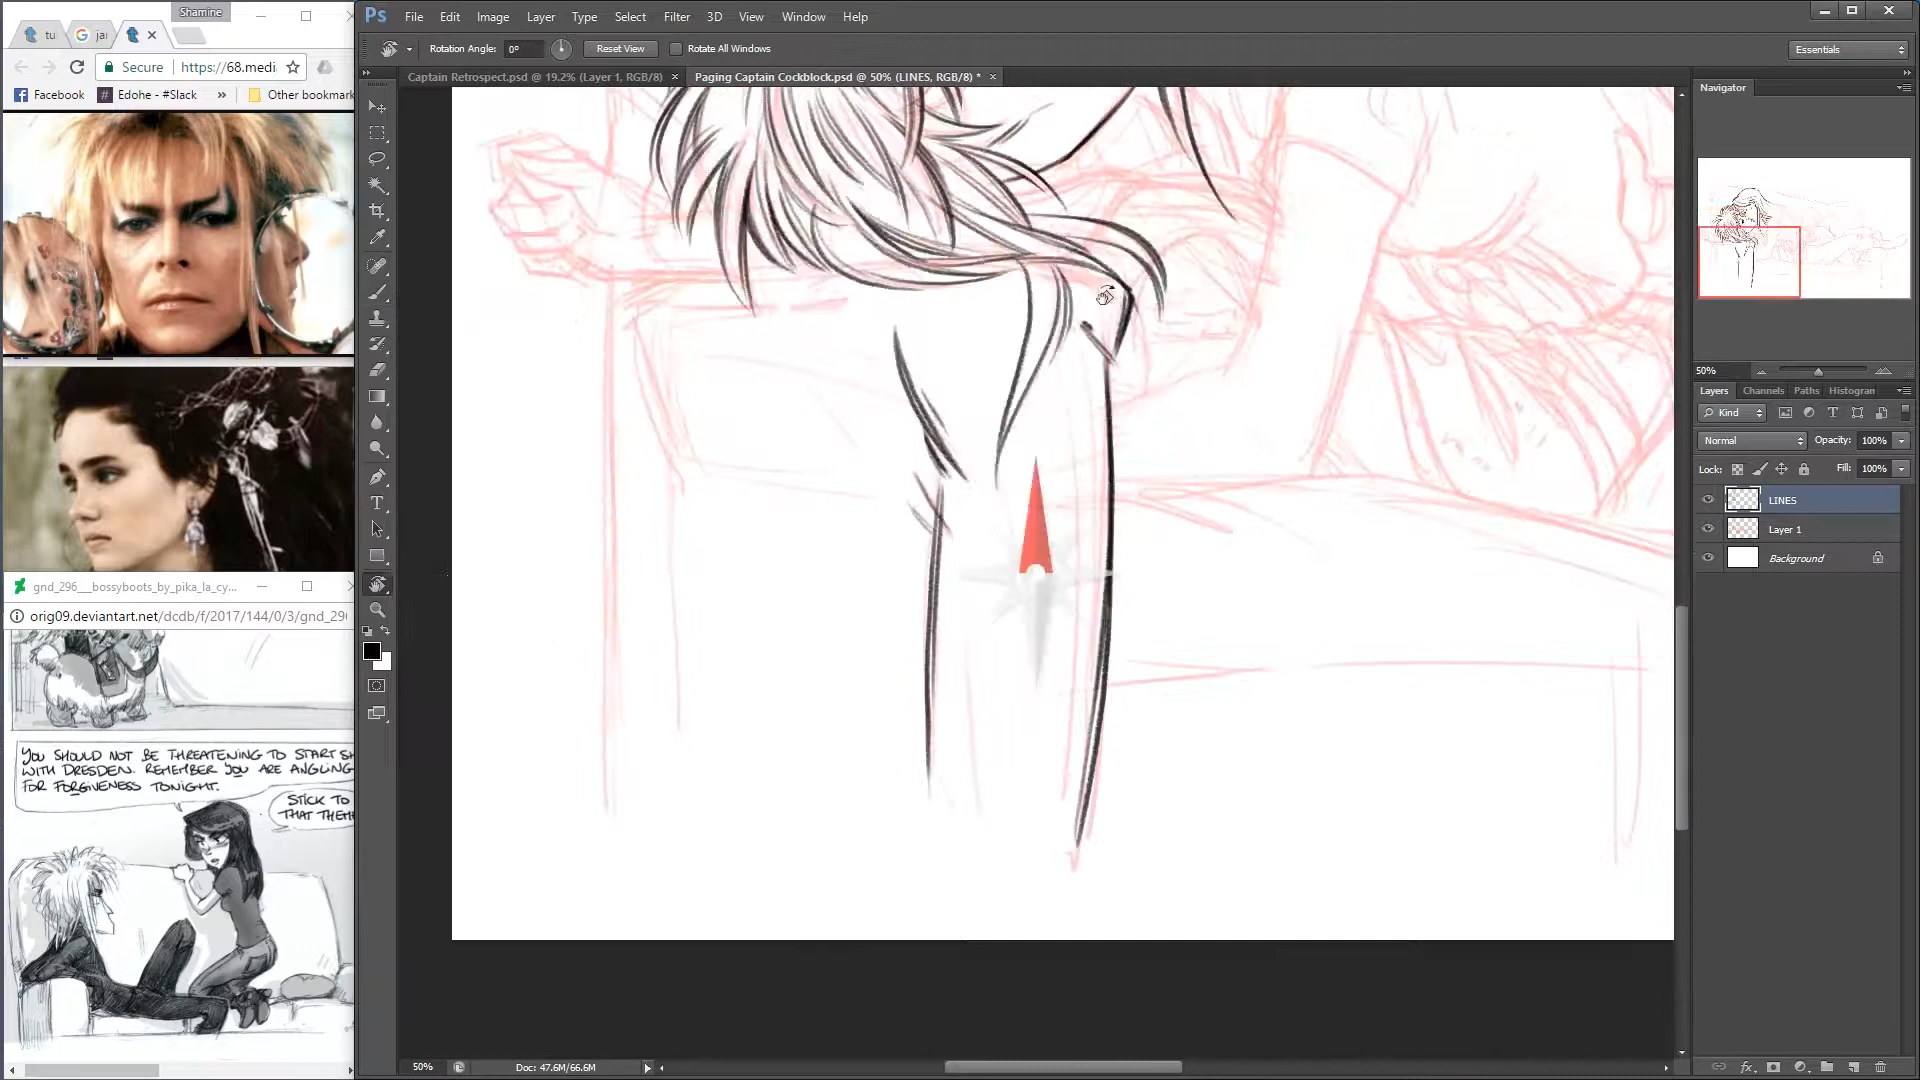 Shamine
tu
jar
Secure
https://68.medi
Facebook
Edohe - #Slack
»
Other bookmark
gnd_296__bossyboots_by_pika_la_cy...
orig09.deviantart.net/dcdb/f/2017/144/0/3/gnd_29
YOU SHOULD NOT BE THREATENING TO START SH
WITH DRESDEN. REMEMBER YOU ARE ANGLING
FOR FORGIVENESS TONIGHT.
STICK TO
THAT THEM
Ps
File Edit Image Layer Type Select Filter 3D View Window Help
Rotation Angle: 0° Reset View Rotate All Windows
Essentials
Captain Retrospect.psd @ 19.2% (Layer 1, RGB/8) × Paging Captain Cockblock.psd @ 50% (LINES, RGB/8) * ×
Navigator
50%
Layers Channels Paths Histogram
Kind
Normal Opacity: 100%
Lock: Fill: 100%
LINES
Layer 1
Background
fx
50% Doc: 47.6M/66.6M